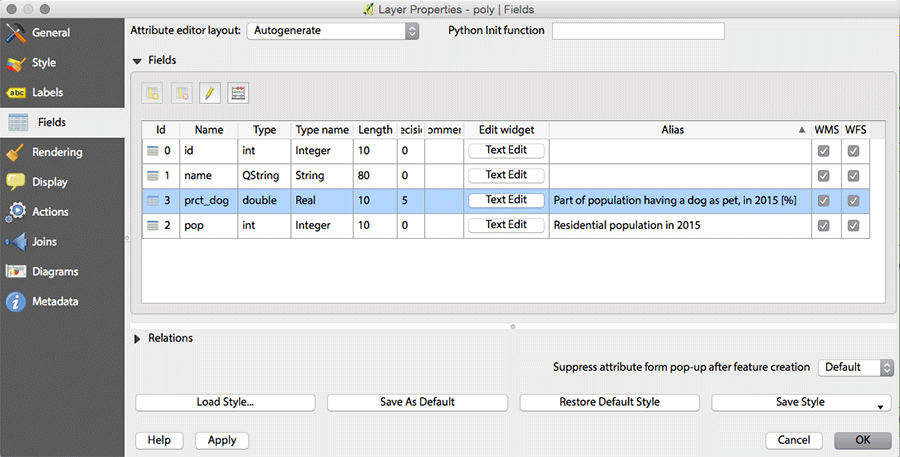 Layer Properties - poly | Fields
General
Style
abc Labels
Fields
Rendering
Display
Actions
Joins
Diagrams
Metadata
Attribute editor layout: Autogenerate Python Init function
Fields
Id Name Type Type name Length ecisi ommer Edit widget Alias WMS WFS
0 id int Integer 10 0 Text Edit
1 name QString String 80 0 Text Edit
3 prct_dog double Real 10 5 Text Edit Part of population having a dog as pet, in 2015 [%]
2 pop int Integer 10 0 Text Edit Residential population in 2015
Relations
Suppress attribute form pop-up after feature creation Default
Load Style... Save As Default Restore Default Style Save Style
Help Apply Cancel OK